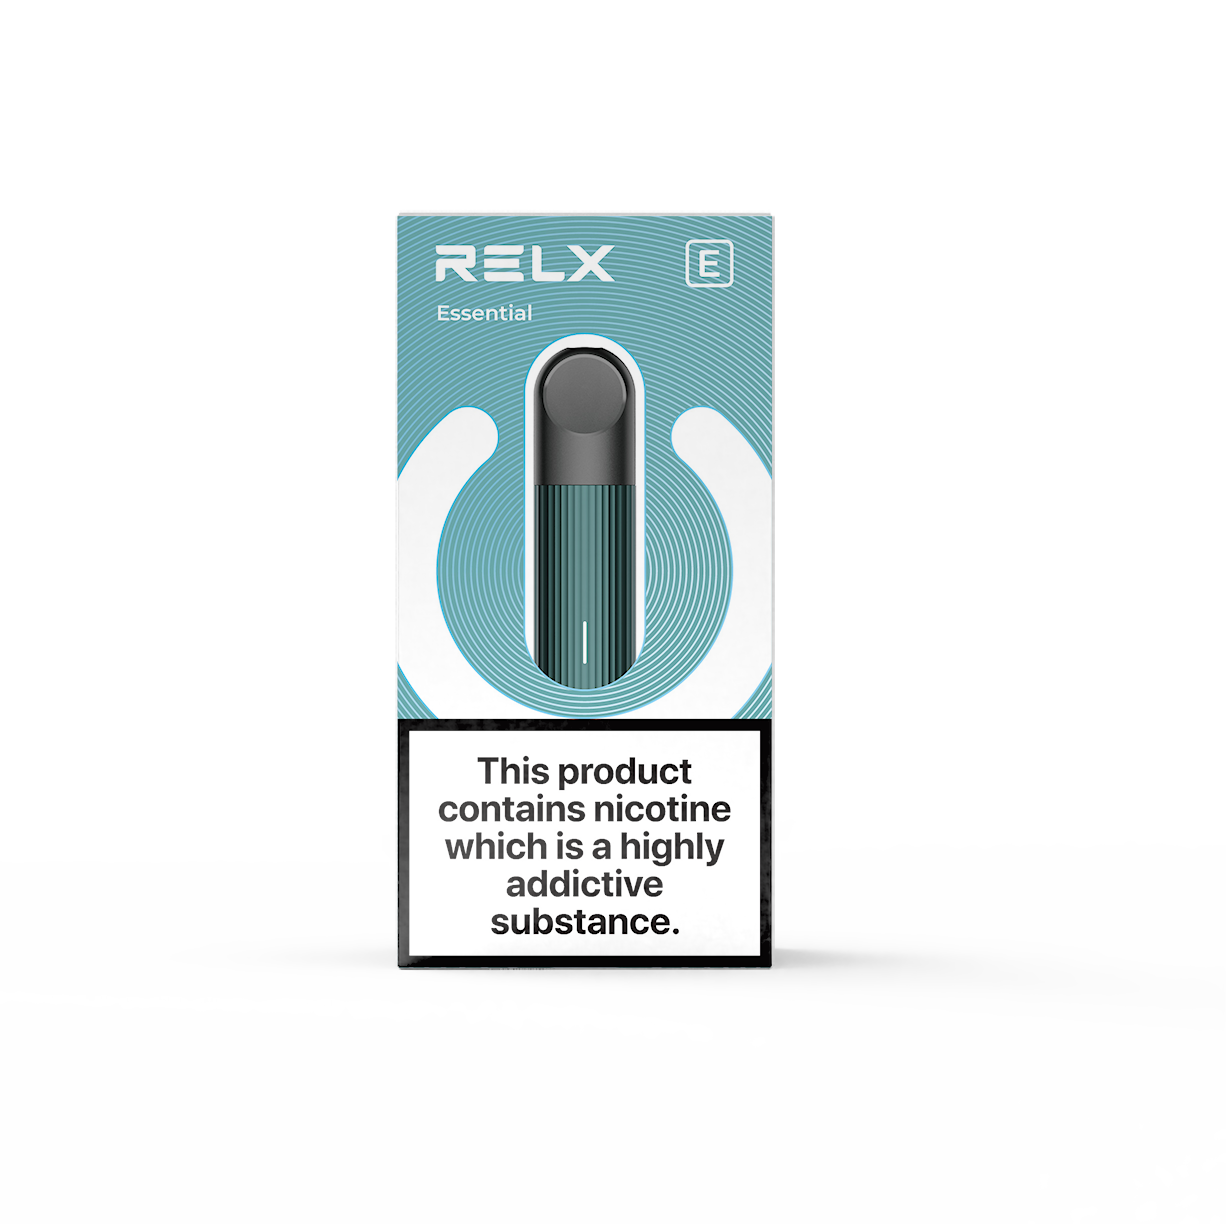 RELX
E
Essential
This product
contains nicotine
which is a highly
addictive
substance.